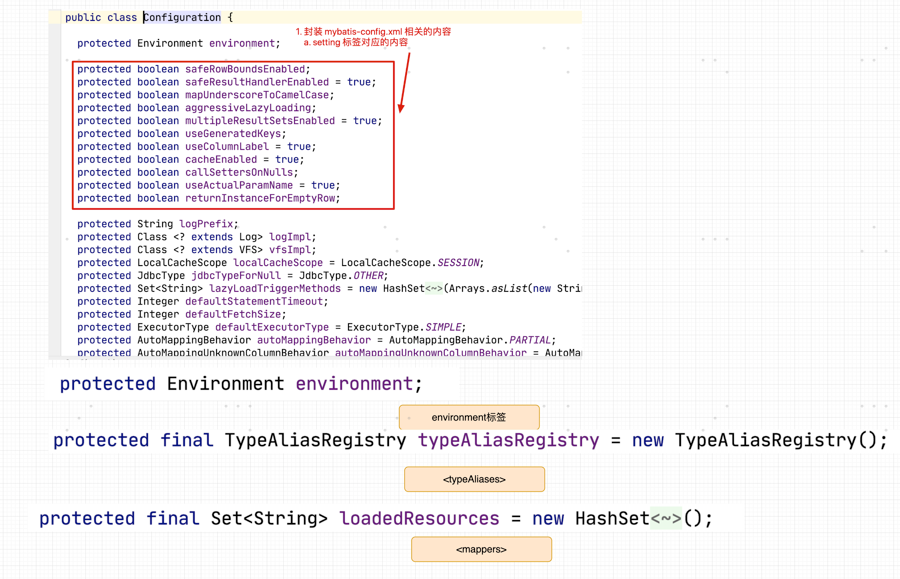 public class Configuration {
1. 封装 mybatis-config.xml 相关的内容
a. setting 标签对应的内容
protected Environment environment;
protected boolean safeRowBoundsEnabled;
protected boolean safeResultHandlerEnabled = true;
protected boolean mapUnderscoreToCamelCase;
protected boolean aggressiveLazyLoading;
protected boolean multipleResultSetsEnabled = true;
protected boolean useGeneratedKeys;
protected boolean useColumnLabel = true;
protected boolean cacheEnabled = true;
protected boolean callSettersOnNulls;
protected boolean useActualParamName = true;
protected boolean returnInstanceForEmptyRow;
protected String logPrefix;
protected Class <? extends Log> logImpl;
protected Class <? extends VFS> vfsImpl;
protected LocalCacheScope localCacheScope = LocalCacheScope.SESSION;
protected JdbcType jdbcTypeForNull = JdbcType.OTHER;
protected Set<String> lazyLoadTriggerMethods = new HashSet<~>(Arrays.asList(new Strin
protected Integer defaultStatementTimeout;
protected Integer defaultFetchSize;
protected ExecutorType defaultExecutorType = ExecutorType.SIMPLE;
protected AutoMappingBehavior autoMappingBehavior = AutoMappingBehavior.PARTIAL;
protected AutoMappingUnknownColumnBehavior autoMappingUnknownColumnBehavior = AutoMa
protected Environment environment;
environment标签
protected final TypeAliasRegistry typeAliasRegistry = new TypeAliasRegistry();
<typeAliases>
protected final Set<String> loadedResources = new HashSet<~>();
<mappers>